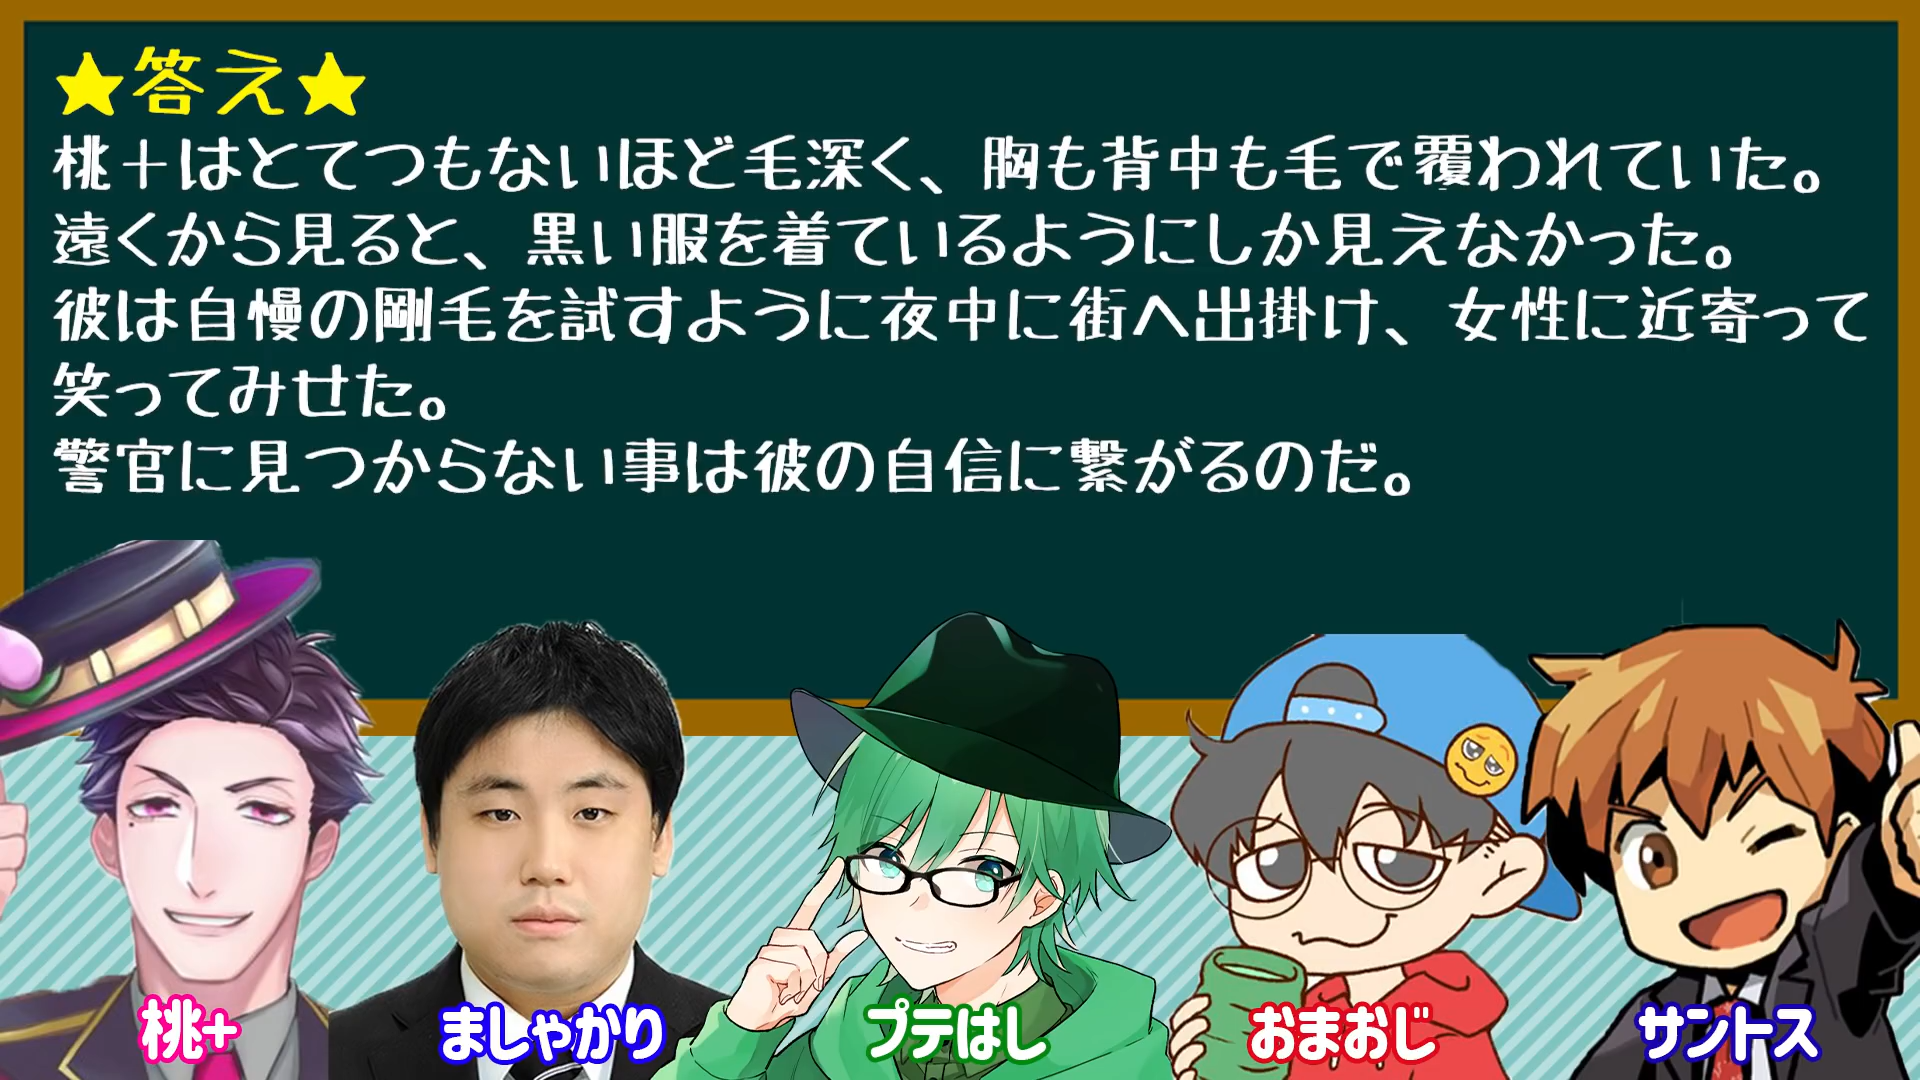 ★答え★
桃＋はとてつもないほど毛深く、胸も背中も毛で覆われていた。
遠くから見ると、黒い服を着ているようにしか見えなかった。
彼は自慢の剛毛を試すように夜中に街へ出掛け、女性に近寄って
笑ってみせた。
警官に見つからない事は彼の自信に繋がるのだ。
桃+
ましゃかり
プテはし
おまおじ
サントス